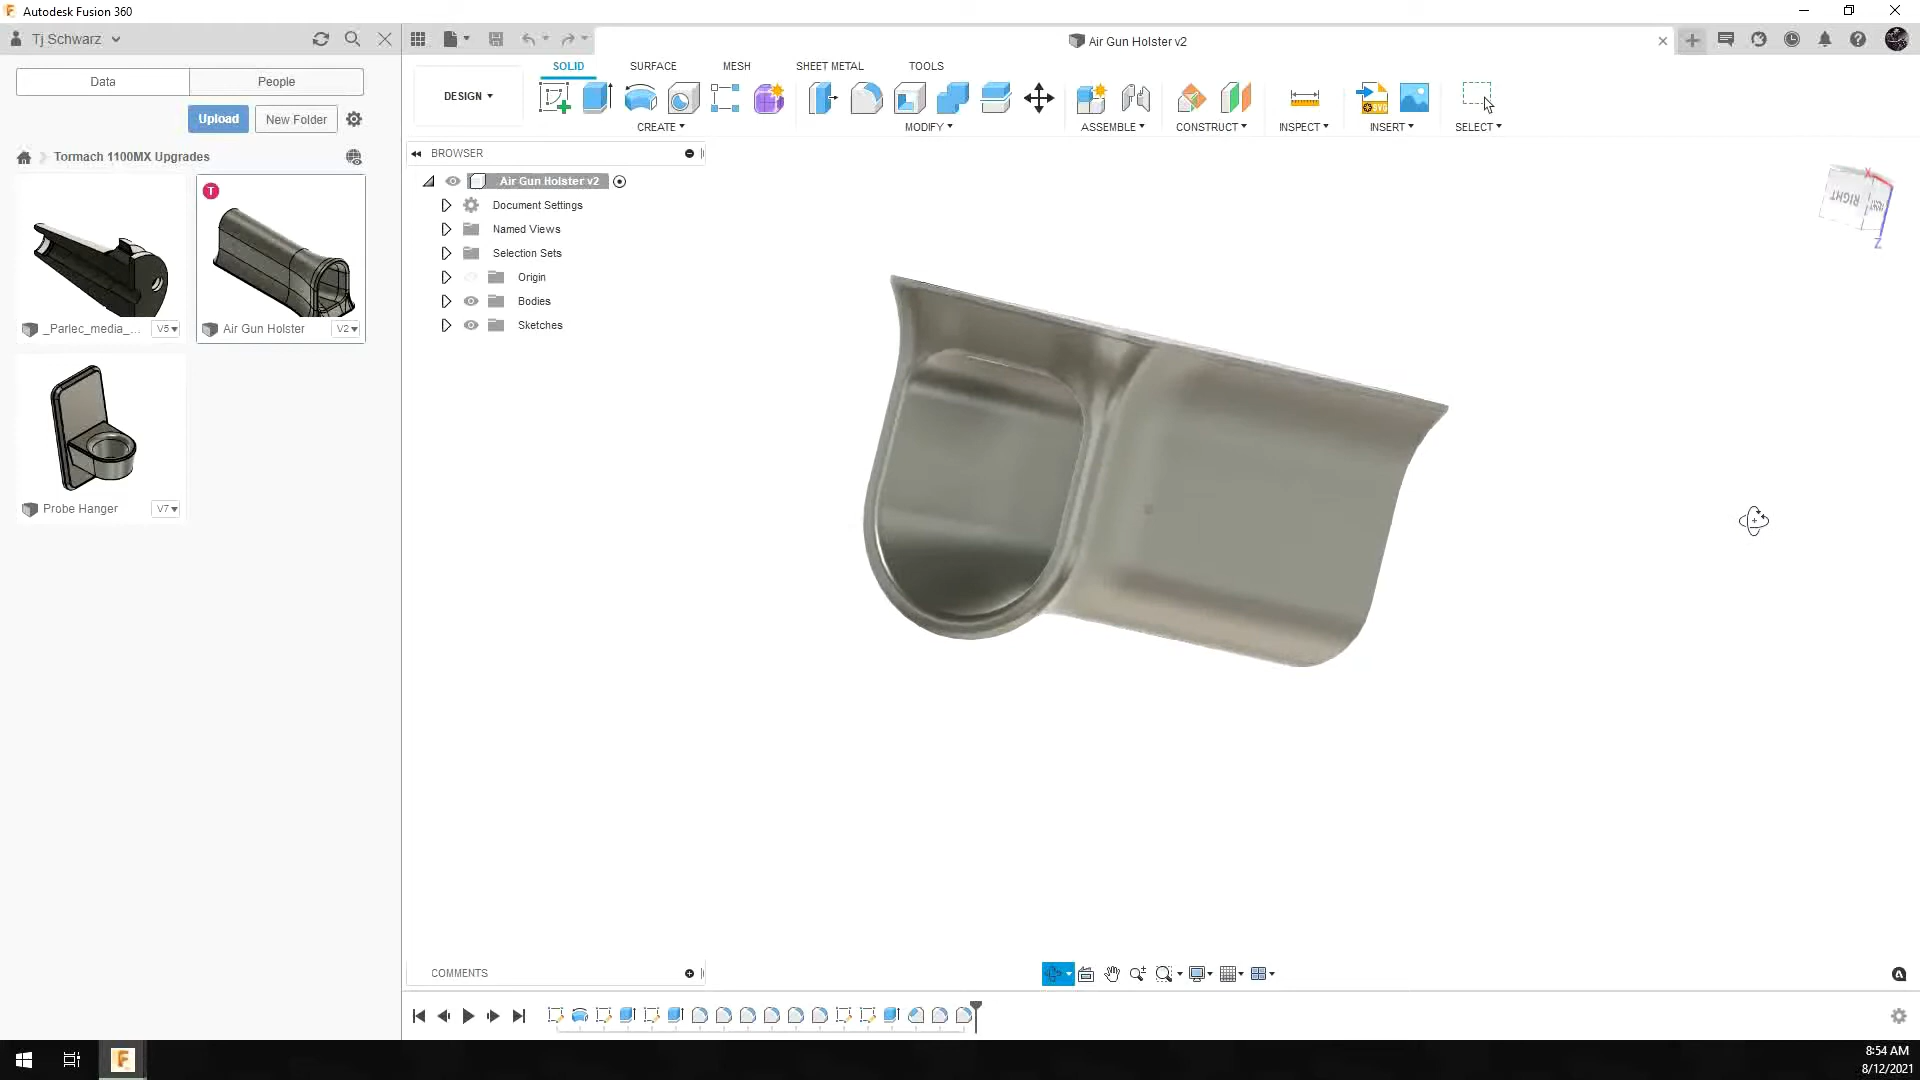 Autodesk Fusion 360
Tj Schwarz
Air Gun Holster v2
Data
People
Upload
New Folder
Tormach 1100MX Upgrades
T
_Parlec_media_...
V5
Air Gun Holster
V2
Probe Hanger
V7
DESIGN
SOLID
SURFACE
MESH
SHEET METAL
TOOLS
CREATE
MODIFY
ASSEMBLE
CONSTRUCT
INSPECT
INSERT
SELECT
SVG
BROWSER
Air Gun Holster v2
Document Settings
Named Views
Selection Sets
Origin
Bodies
Sketches
X
RIGHT
Z
COMMENTS
8:54 AM
8/12/2021